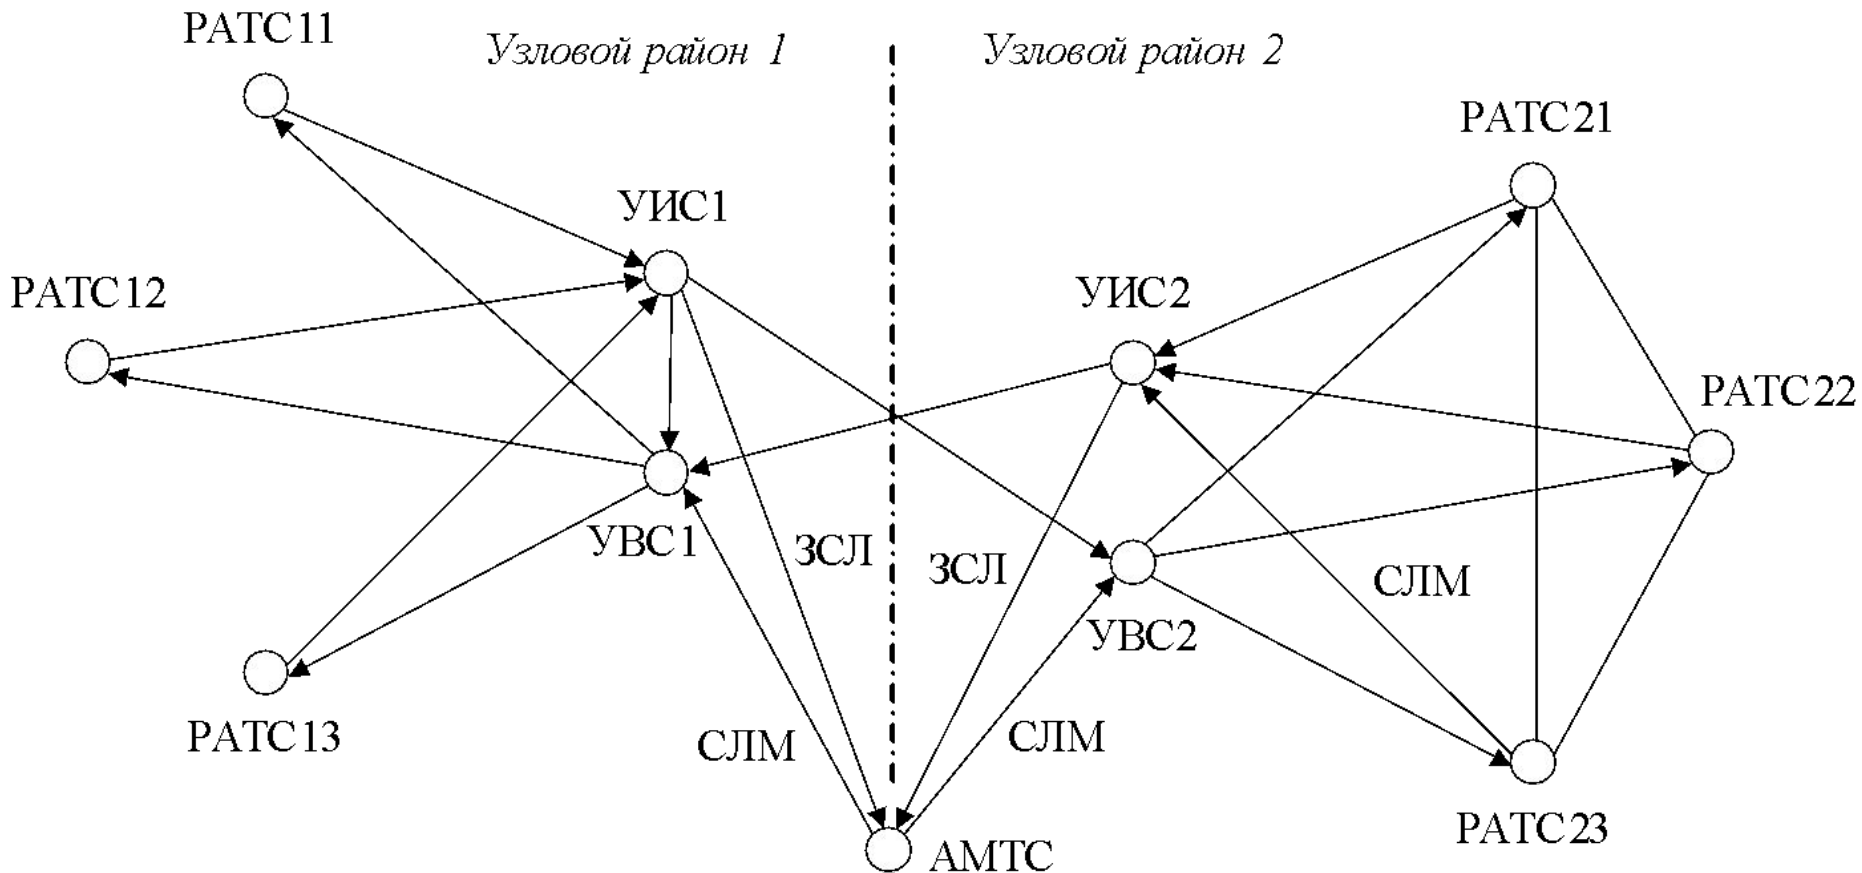 РАТС11
Узловой район 1
Узловой район 2
РАТС21
УИС1
РАТС12
УИС2
РАТС22
УВС1
ЗСЛ
ЗСЛ
СЛМ
УВС2
РАТС13
СЛМ
СЛМ
РАТС23
АМТС